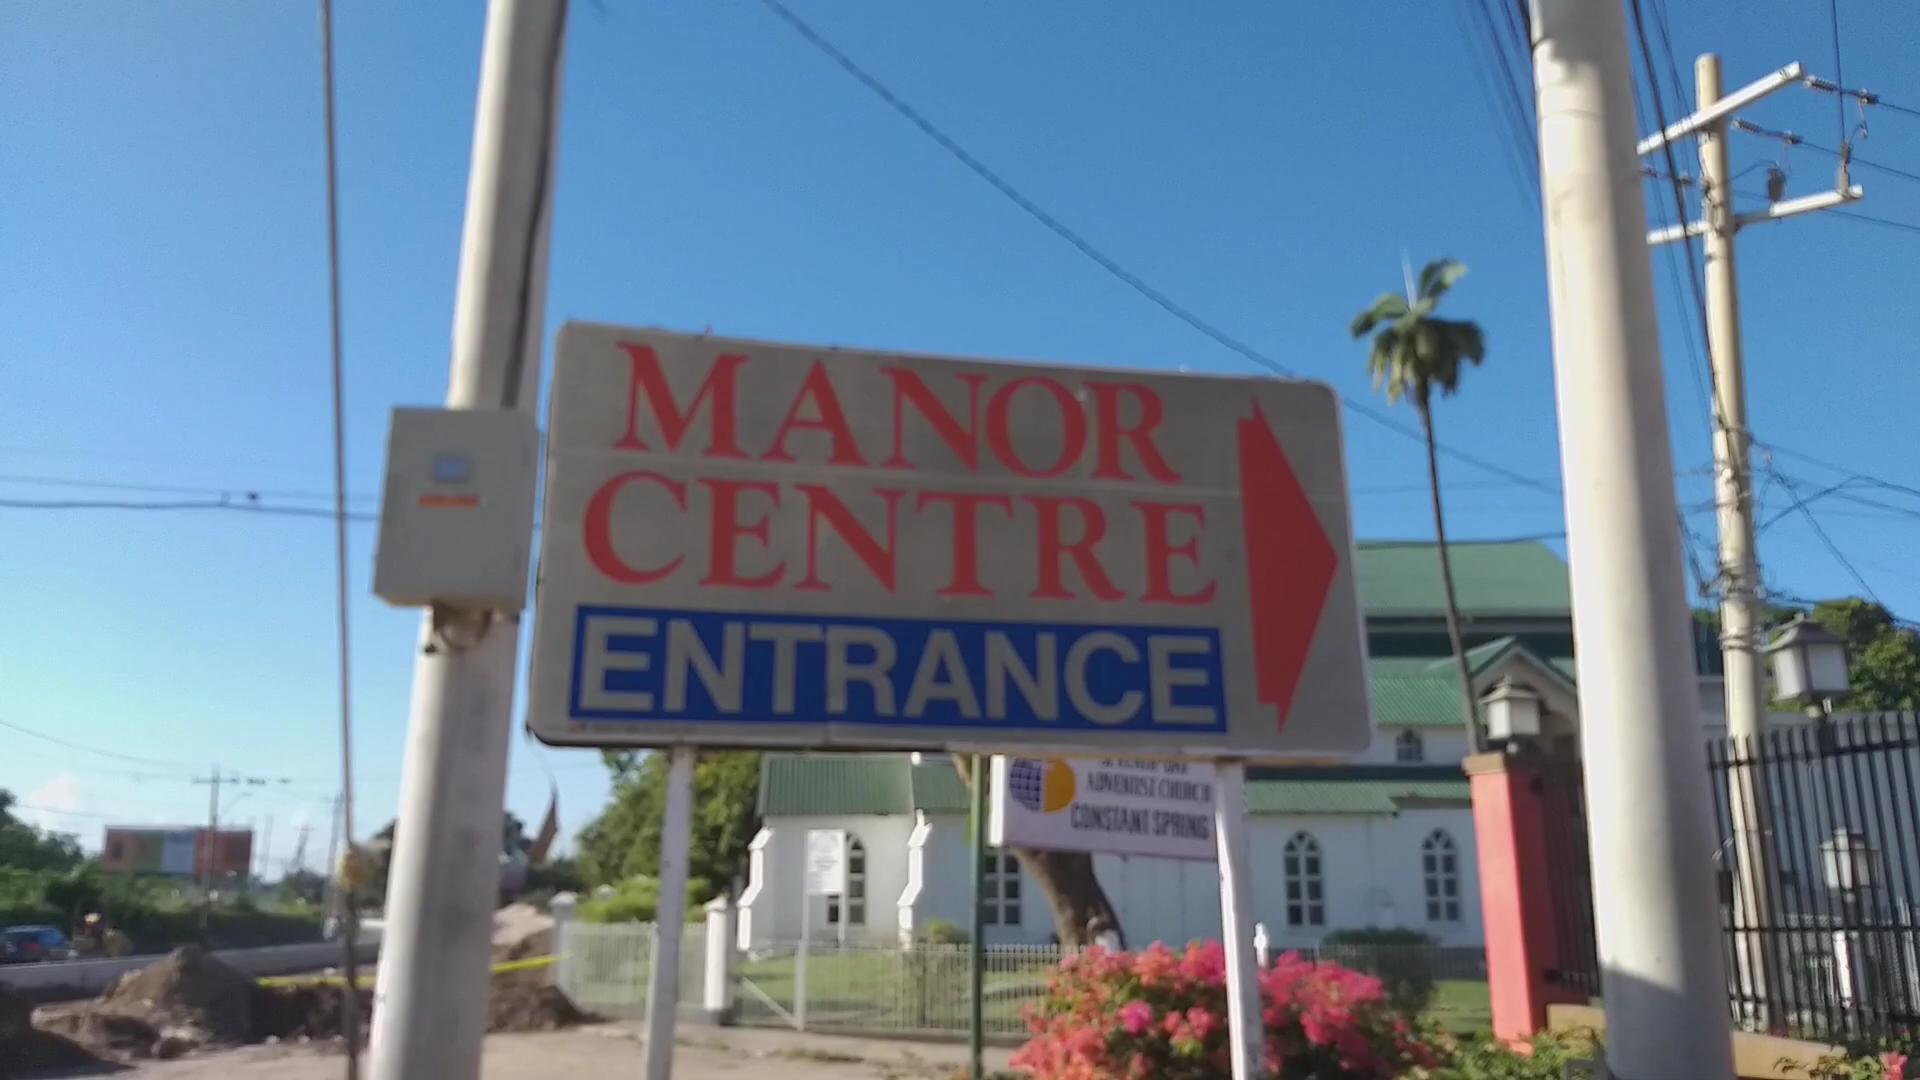 MANOR
CENTRE
ENTRANCE
ADVENTIST CHURCH
CONSTANT SPRING